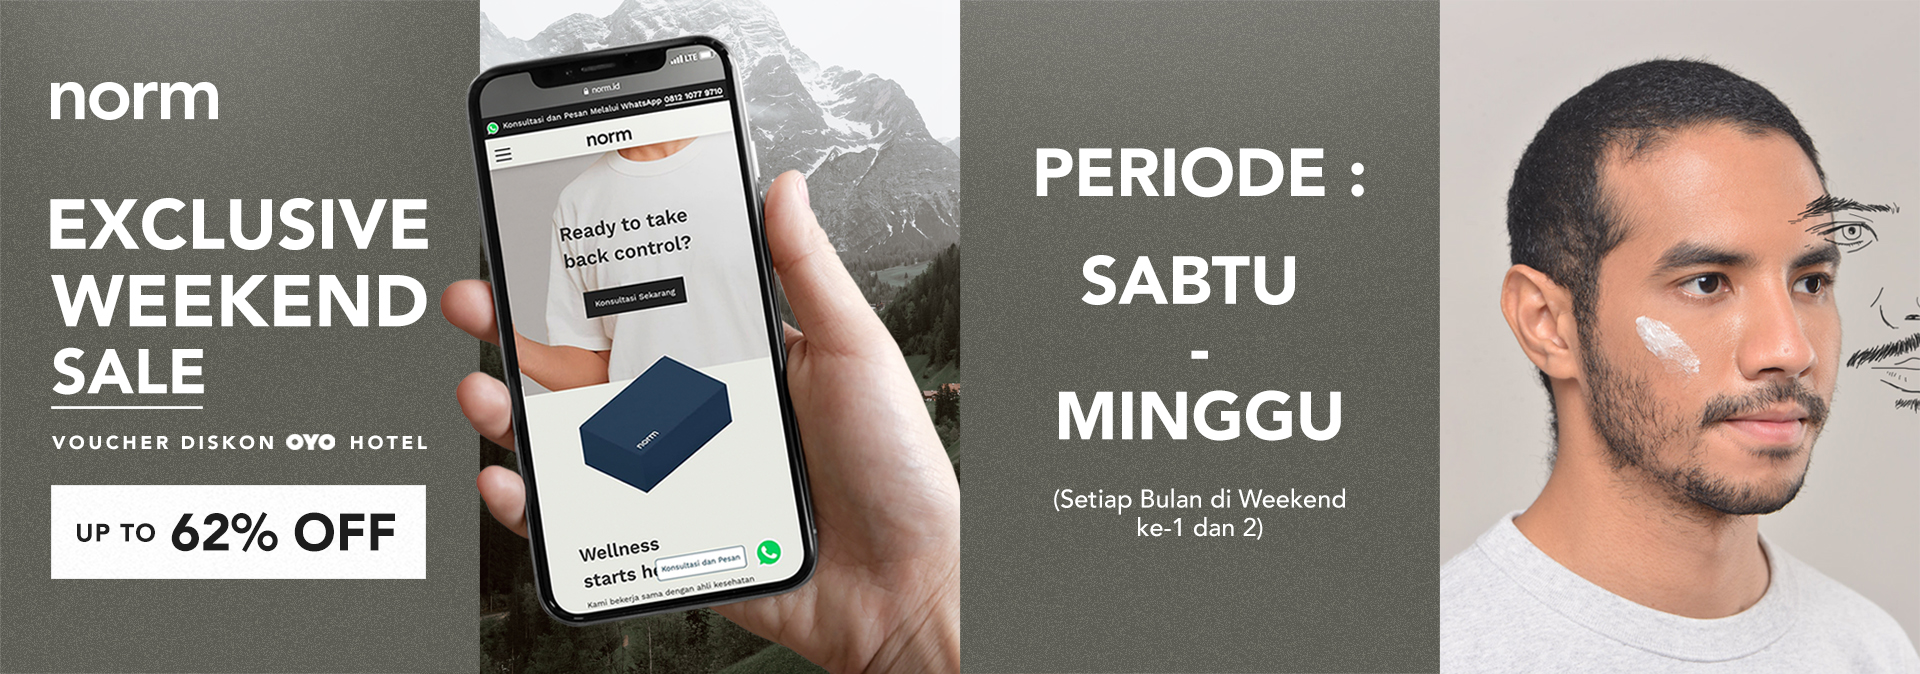 norm
EXCLUSIVE
WEEKEND
SALE
VOUCHER DISKON OYO HOTEL
UP TO 62% OFF
LTE
norm.id
Konsultasi dan Pesan Melalui WhatsApp 0812 1077 9710
norm
Ready to take
back control?
Konsultasi Sekarang
norm
Wellness
starts he
Konsultasi dan Pesan
Kami bekerja sama dengan ahli kesehatan
PERIODE :
SABTU
-
MINGGU
(Setiap Bulan di Weekend
ke-1 dan 2)